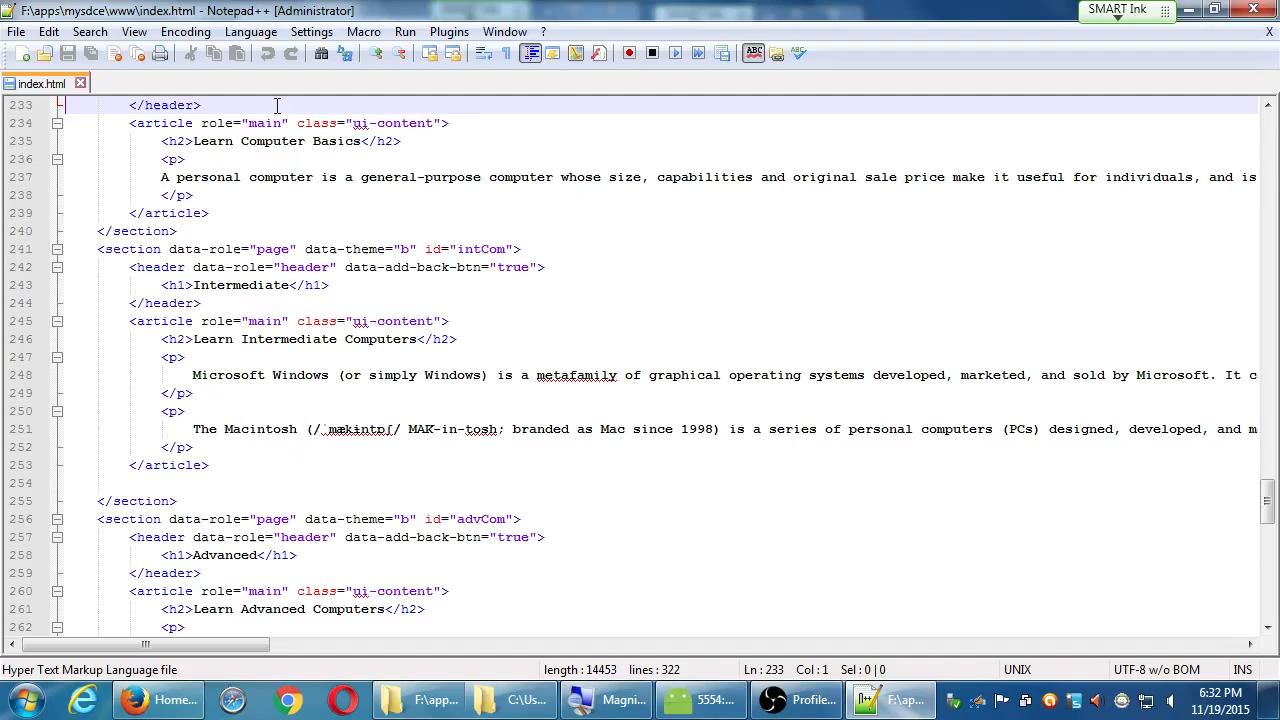 F:\apps\mysdce\www\index.html - Notepad++ [Administrator]
SMART Ink
File Edit Search View Encoding Language Settings Macro Run Plugins Window ? X
index.html
233 </header>
234 <article role="main" class="ui-content">
235 <h2>Learn Computer Basics</h2>
236 <p>
237 A personal computer is a general-purpose computer whose size, capabilities and original sale price make it useful for individuals, and is
238 </p>
239 </article>
240 </section>
241 <section data-role="page" data-theme="b" id="intCom">
242 <header data-role="header" data-add-back-btn="true">
243 <h1>Intermediate</h1>
244 </header>
245 <article role="main" class="ui-content">
246 <h2>Learn Intermediate Computers</h2>
247 <p>
248 Microsoft Windows (or simply Windows) is a metafamily of graphical operating systems developed, marketed, and sold by Microsoft. It c
249 </p>
250 <p>
251 The Macintosh (/ˈmækɨntɒʃ/ MAK-in-tosh; branded as Mac since 1998) is a series of personal computers (PCs) designed, developed, and m
252 </p>
253 </article>
254
255 </section>
256 <section data-role="page" data-theme="b" id="advCom">
257 <header data-role="header" data-add-back-btn="true">
258 <h1>Advanced</h1>
259 </header>
260 <article role="main" class="ui-content">
261 <h2>Learn Advanced Computers</h2>
262 <p>
Hyper Text Markup Language file length : 14453 lines : 322 Ln : 233 Col : 1 Sel : 0 | 0 UNIX UTF-8 w/o BOM INS
Home... F:\app... C:\Us... Magni... 5554:... Profile... F:\ap...
6:32 PM
11/19/2015